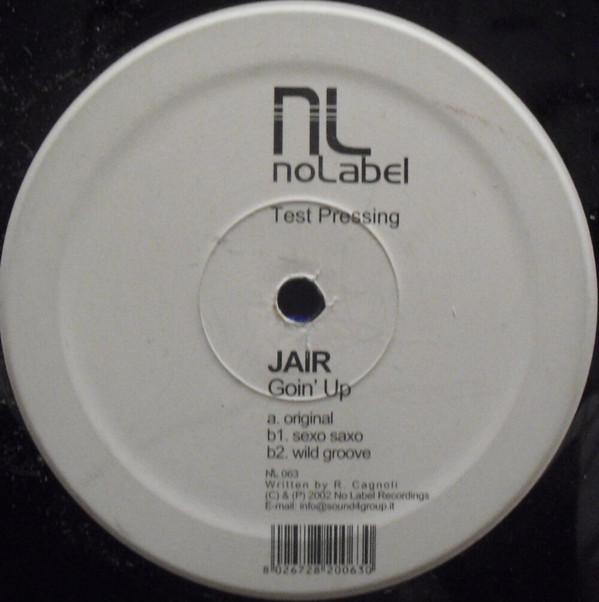 NL
noLabel
Test Pressing
JAIR
Goin' Up
a. original
b1. sexo saxo
b2. wild groove
NL 063
Written by R. Cagnoli
(C) & (P) 2002 No Label Recordings
E-mail: info@sound4group.it
8 026728 200630